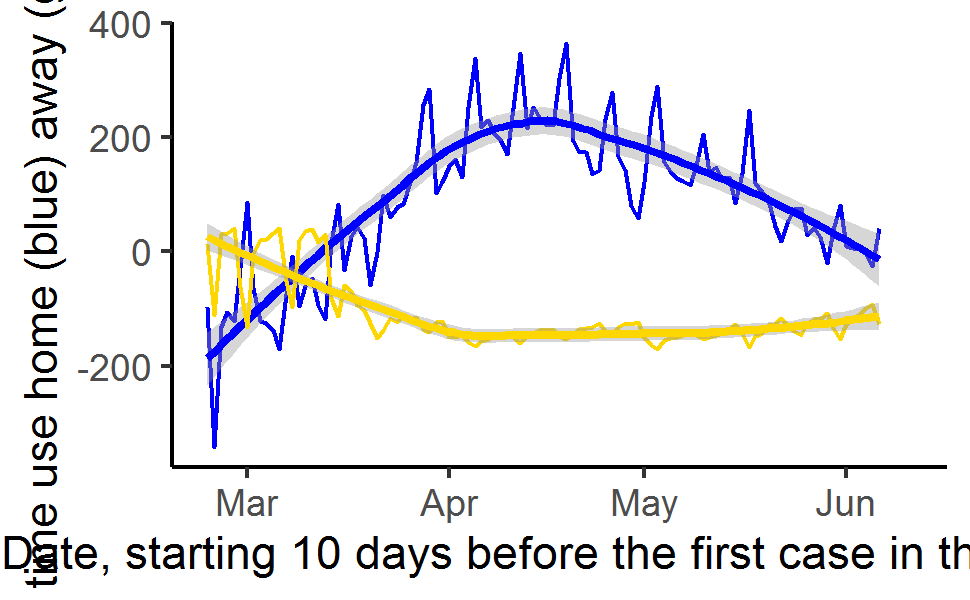 time use home (blue) away (
400
200
0
-200
Mar Apr May Jun
Date, starting 10 days before the first case in th